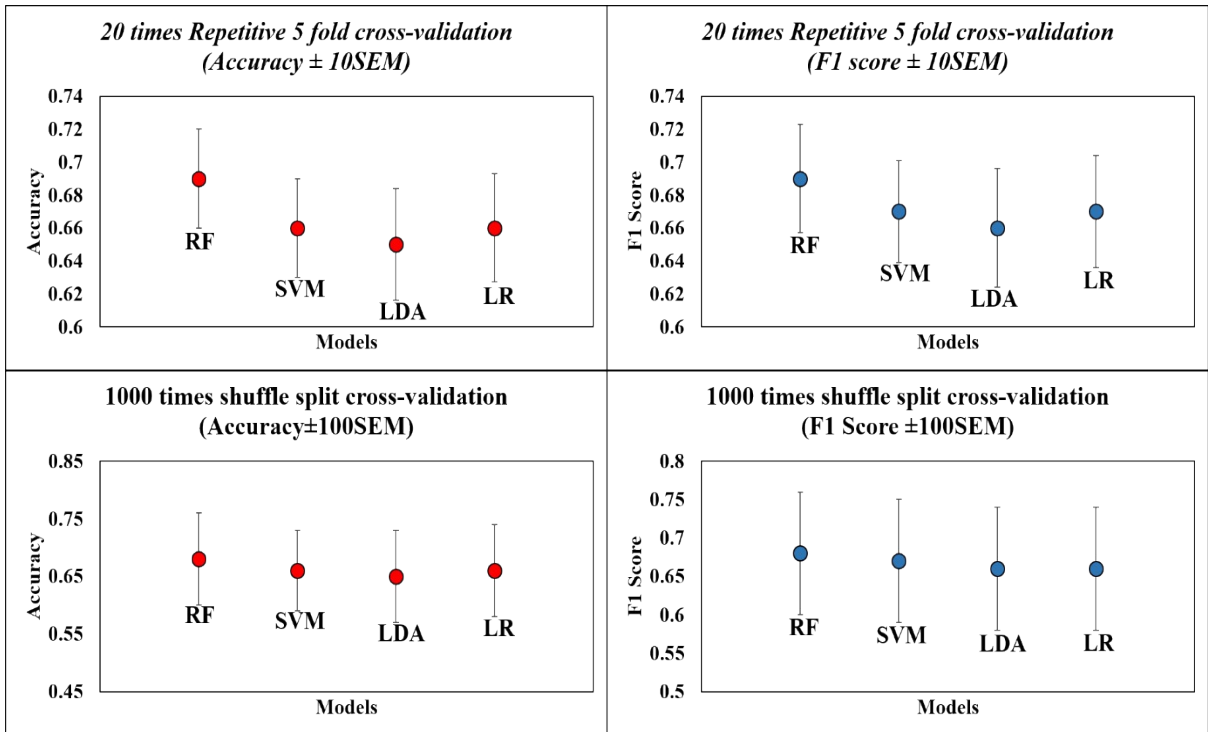 20 times Repetitive 5 fold cross-validation
(Accuracy ± 10SEM)
0.74
0.72
0.7
0.68
0.66
0.64
0.62
0.6
Accuracy
RF
SVM
LDA
LR
Models
20 times Repetitive 5 fold cross-validation
(F1 score ± 10SEM)
0.74
0.72
0.7
0.68
0.66
0.64
0.62
0.6
F1 Score
RF
SVM
LDA
LR
Models
1000 times shuffle split cross-validation
(Accuracy±100SEM)
0.85
0.75
0.65
0.55
0.45
Accuracy
RF
SVM
LDA
LR
Models
1000 times shuffle split cross-validation
(F1 Score ±100SEM)
0.8
0.75
0.7
0.65
0.6
0.55
0.5
F1 Score
RF
SVM
LDA
LR
Models